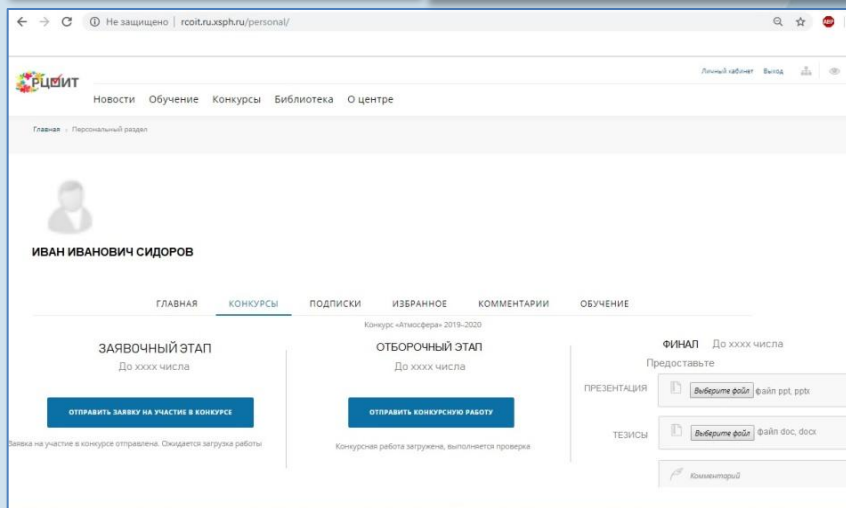 Не защищено | rcoit.ru.xsph.ru/personal/
ABP
РЦОИТ
Личный кабинет Выход
Новости Обучение Конкурсы Библиотека О центре
Главная › Персональный раздел
ИВАН ИВАНОВИЧ СИДОРОВ
ГЛАВНАЯ КОНКУРСЫ ПОДПИСКИ ИЗБРАННОЕ КОММЕНТАРИИ ОБУЧЕНИЕ
Конкурс «Атмосфера» 2019-2020
ЗАЯВОЧНЫЙ ЭТАП
До хххх числа
ОТПРАВИТЬ ЗАЯВКУ НА УЧАСТИЕ В КОНКУРСЕ
Заявка на участие в конкурсе отправлена. Ожидается загрузка работы
ОТБОРОЧНЫЙ ЭТАП
До хххх числа
ОТПРАВИТЬ КОНКУРСНУЮ РАБОТУ
Конкурсная работа загружена, выполняется проверка
ФИНАЛ До хххх числа
Предоставьте
ПРЕЗЕНТАЦИЯ Выберите файл файл ppt, pptx
ТЕЗИСЫ Выберите файл файл doc, docx
Комментарий